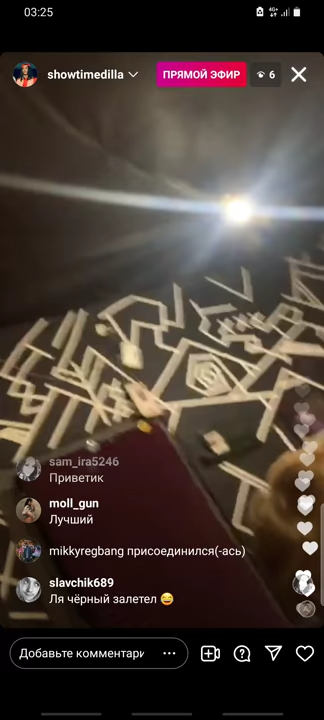 03:25
4G+
showtimedilla
ПРЯМОЙ ЭФИР
6
sam_ira5246
Приветик
moll_gun
Лучший
mikkyregbang присоединился(-ась)
slavchik689
Ля чёрный залетел 😂
Добавьте комментари